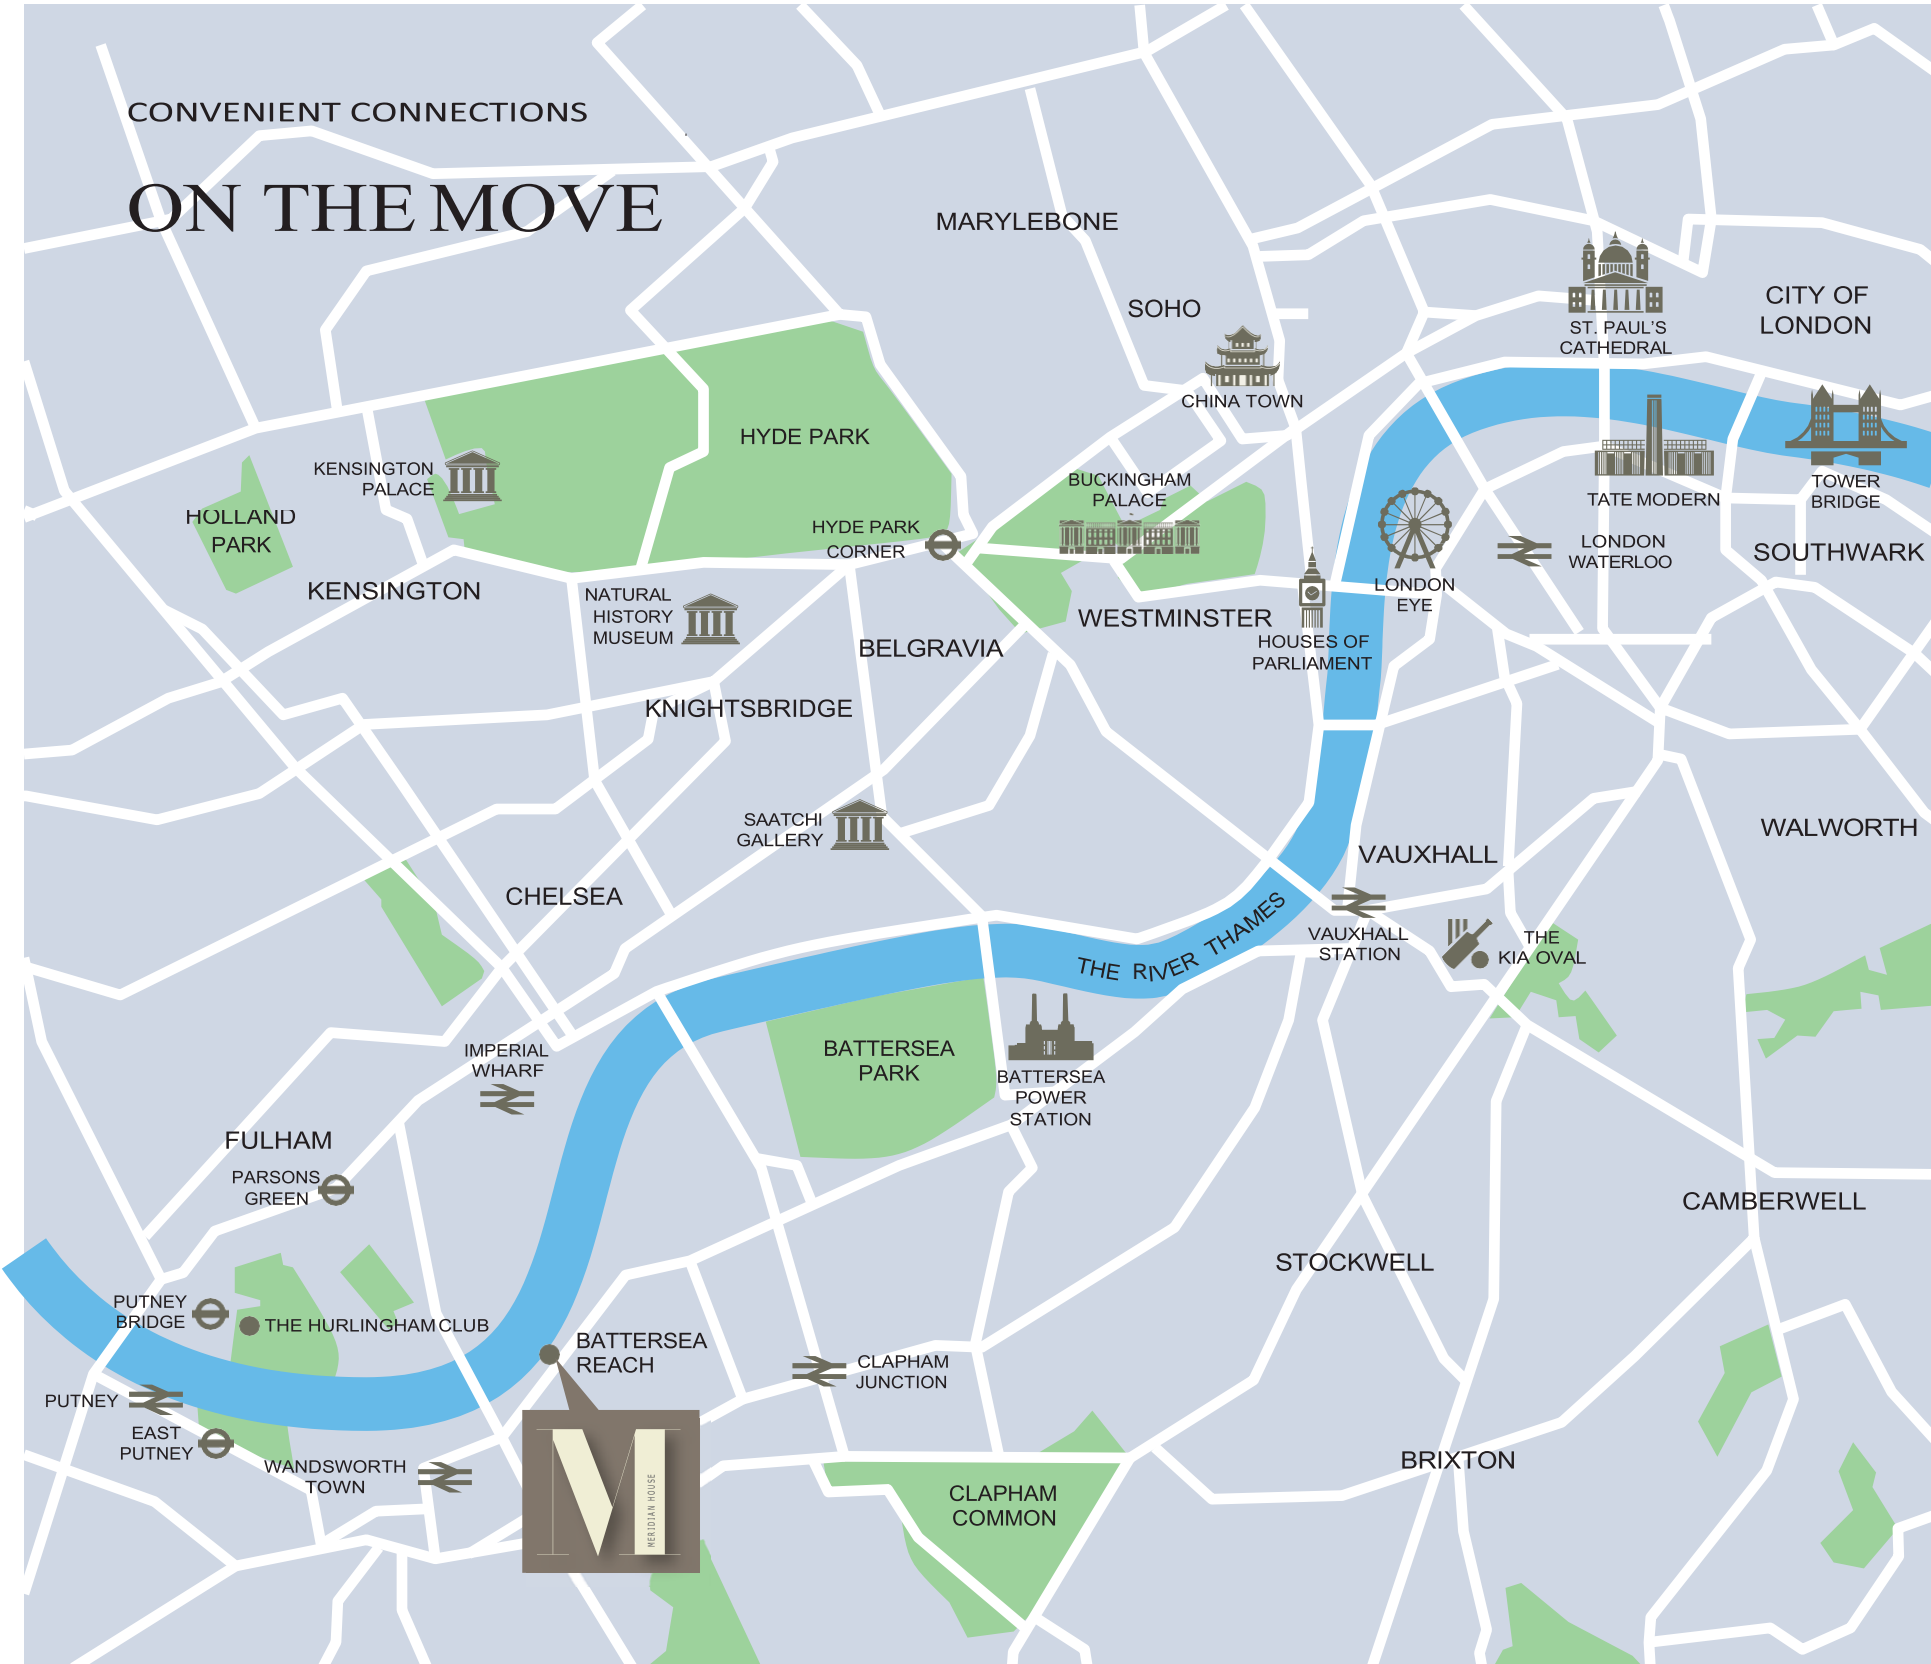 CONVENIENT CONNECTIONS
ON THE MOVE
MARYLEBONE
SOHO
CITY OF
LONDON
ST. PAUL'S
CATHEDRAL
CHINA TOWN
HYDE PARK
KENSINGTON
PALACE
BUCKINGHAM
PALACE
TATE MODERN
TOWER
BRIDGE
HOLLAND
PARK
HYDE PARK
CORNER
LONDON
WATERLOO
SOUTHWARK
KENSINGTON
NATURAL
HISTORY
MUSEUM
LONDON
EYE
WESTMINSTER
BELGRAVIA
HOUSES OF
PARLIAMENT
KNIGHTSBRIDGE
SAATCHI
GALLERY
WALWORTH
VAUXHALL
CHELSEA
THE RIVER THAMES
VAUXHALL
STATION
THE
KIA OVAL
IMPERIAL
WHARF
BATTERSEA
PARK
BATTERSEA
POWER
STATION
FULHAM
PARSONS
GREEN
CAMBERWELL
STOCKWELL
PUTNEY
BRIDGE
THE HURLINGHAM CLUB
BATTERSEA
REACH
CLAPHAM
JUNCTION
PUTNEY
EAST
PUTNEY
WANDSWORTH
TOWN
M
MERIDIAN HOUSE
BRIXTON
CLAPHAM
COMMON